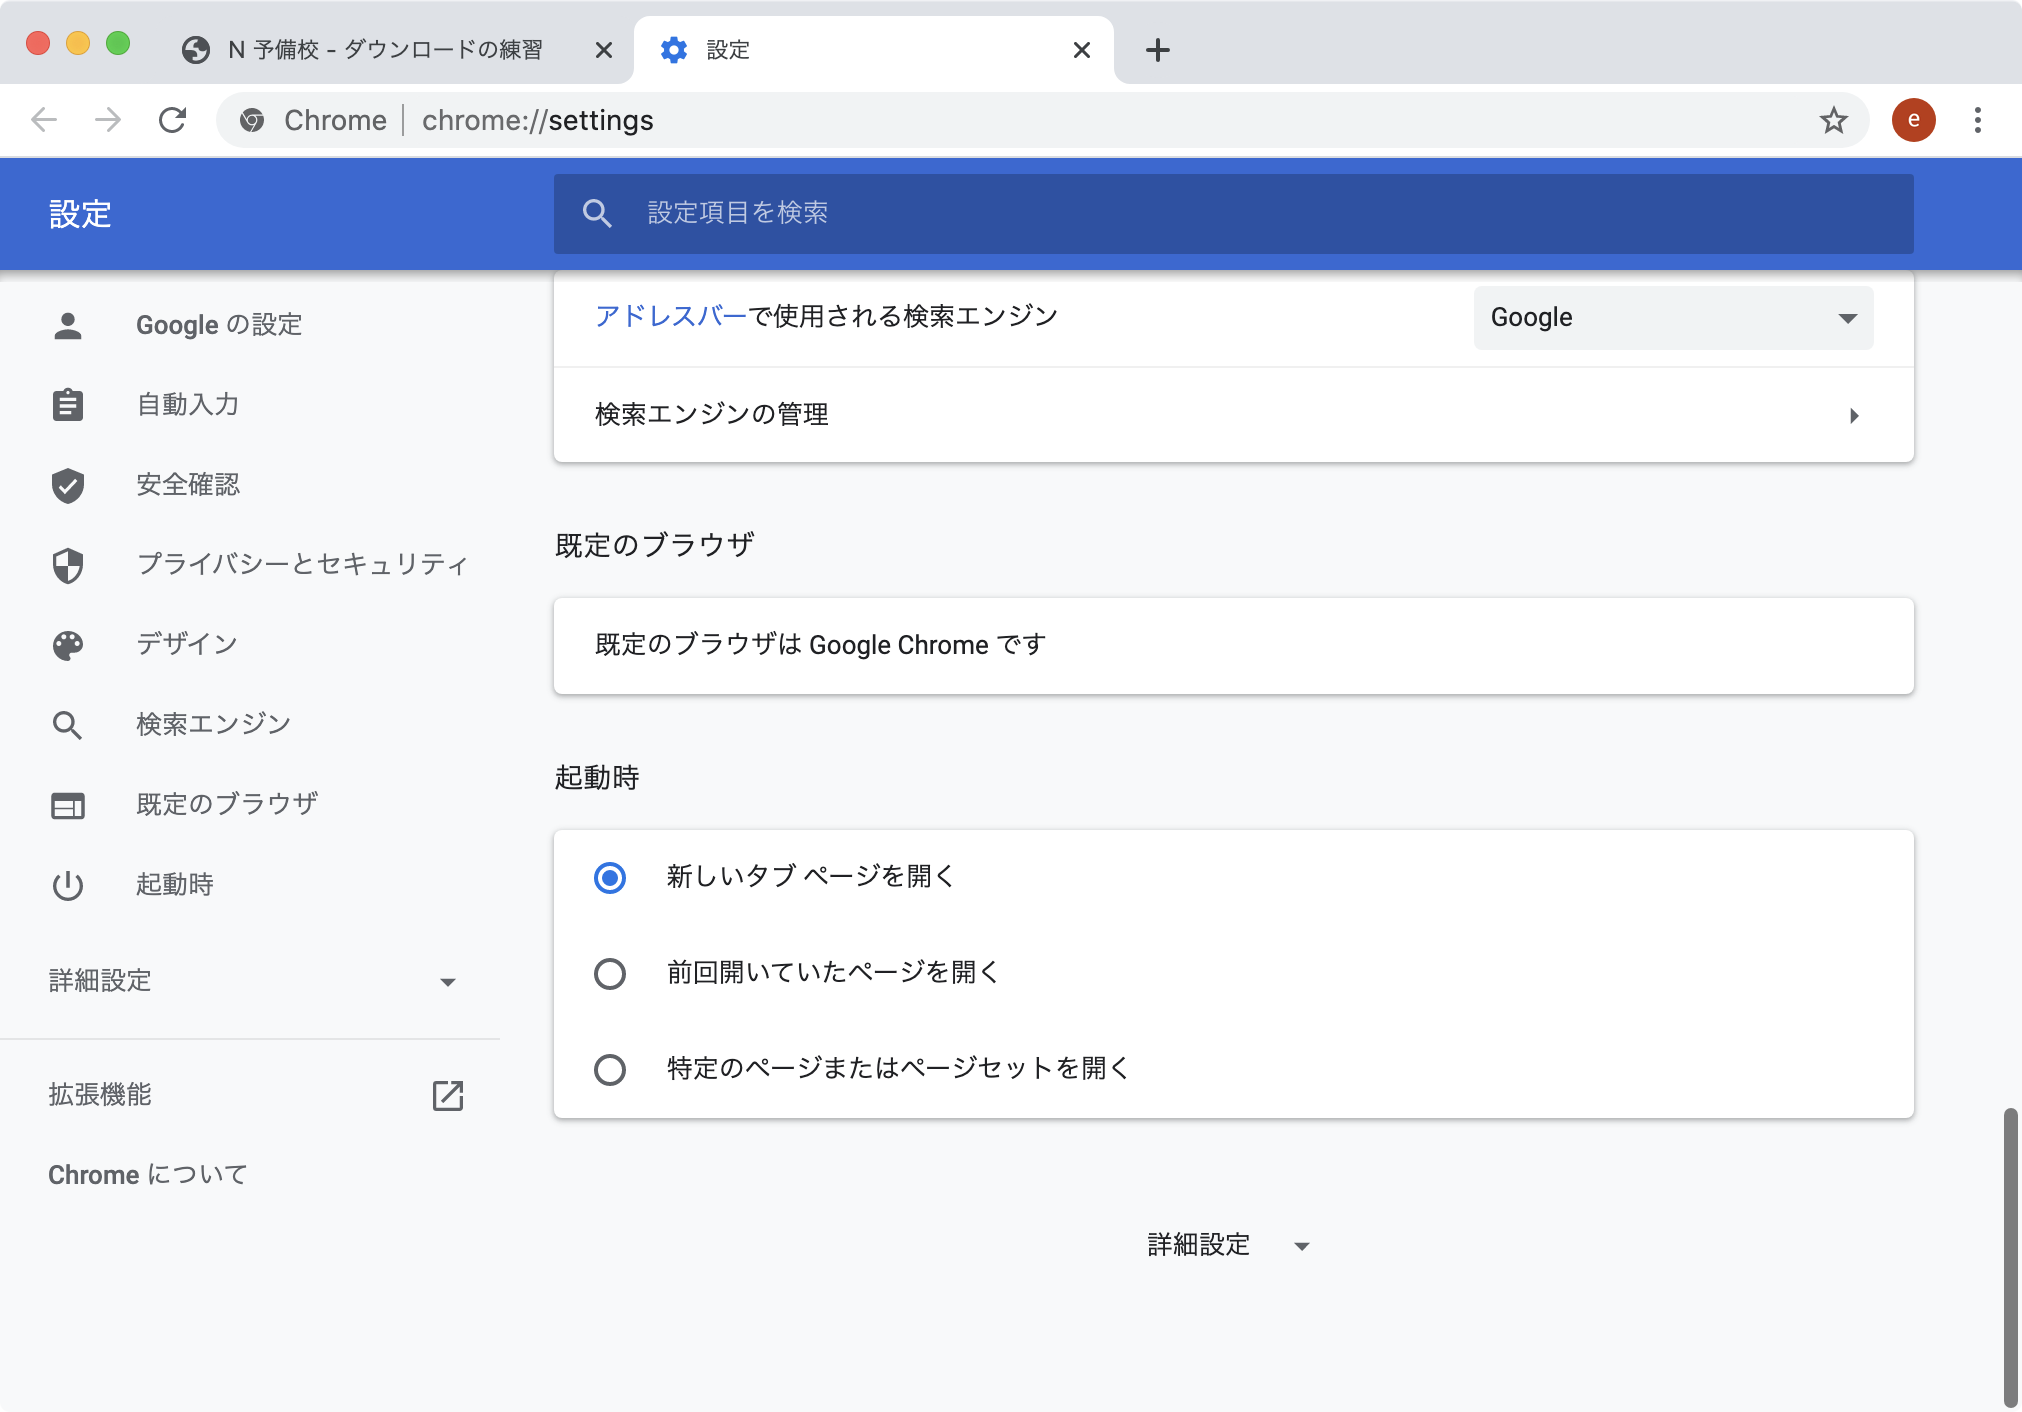 N 予備校 - ダウンロードの練習
設定
Chrome
chrome://settings
e
設定
設定項目を検索
Google の設定
自動入力
安全確認
プライバシーとセキュリティ
デザイン
検索エンジン
既定のブラウザ
起動時
詳細設定
拡張機能
Chrome について
アドレスバーで使用される検索エンジン
Google
検索エンジンの管理
既定のブラウザ
既定のブラウザは Google Chrome です
起動時
新しいタブ ページを開く
前回開いていたページを開く
特定のページまたはページセットを開く
詳細設定